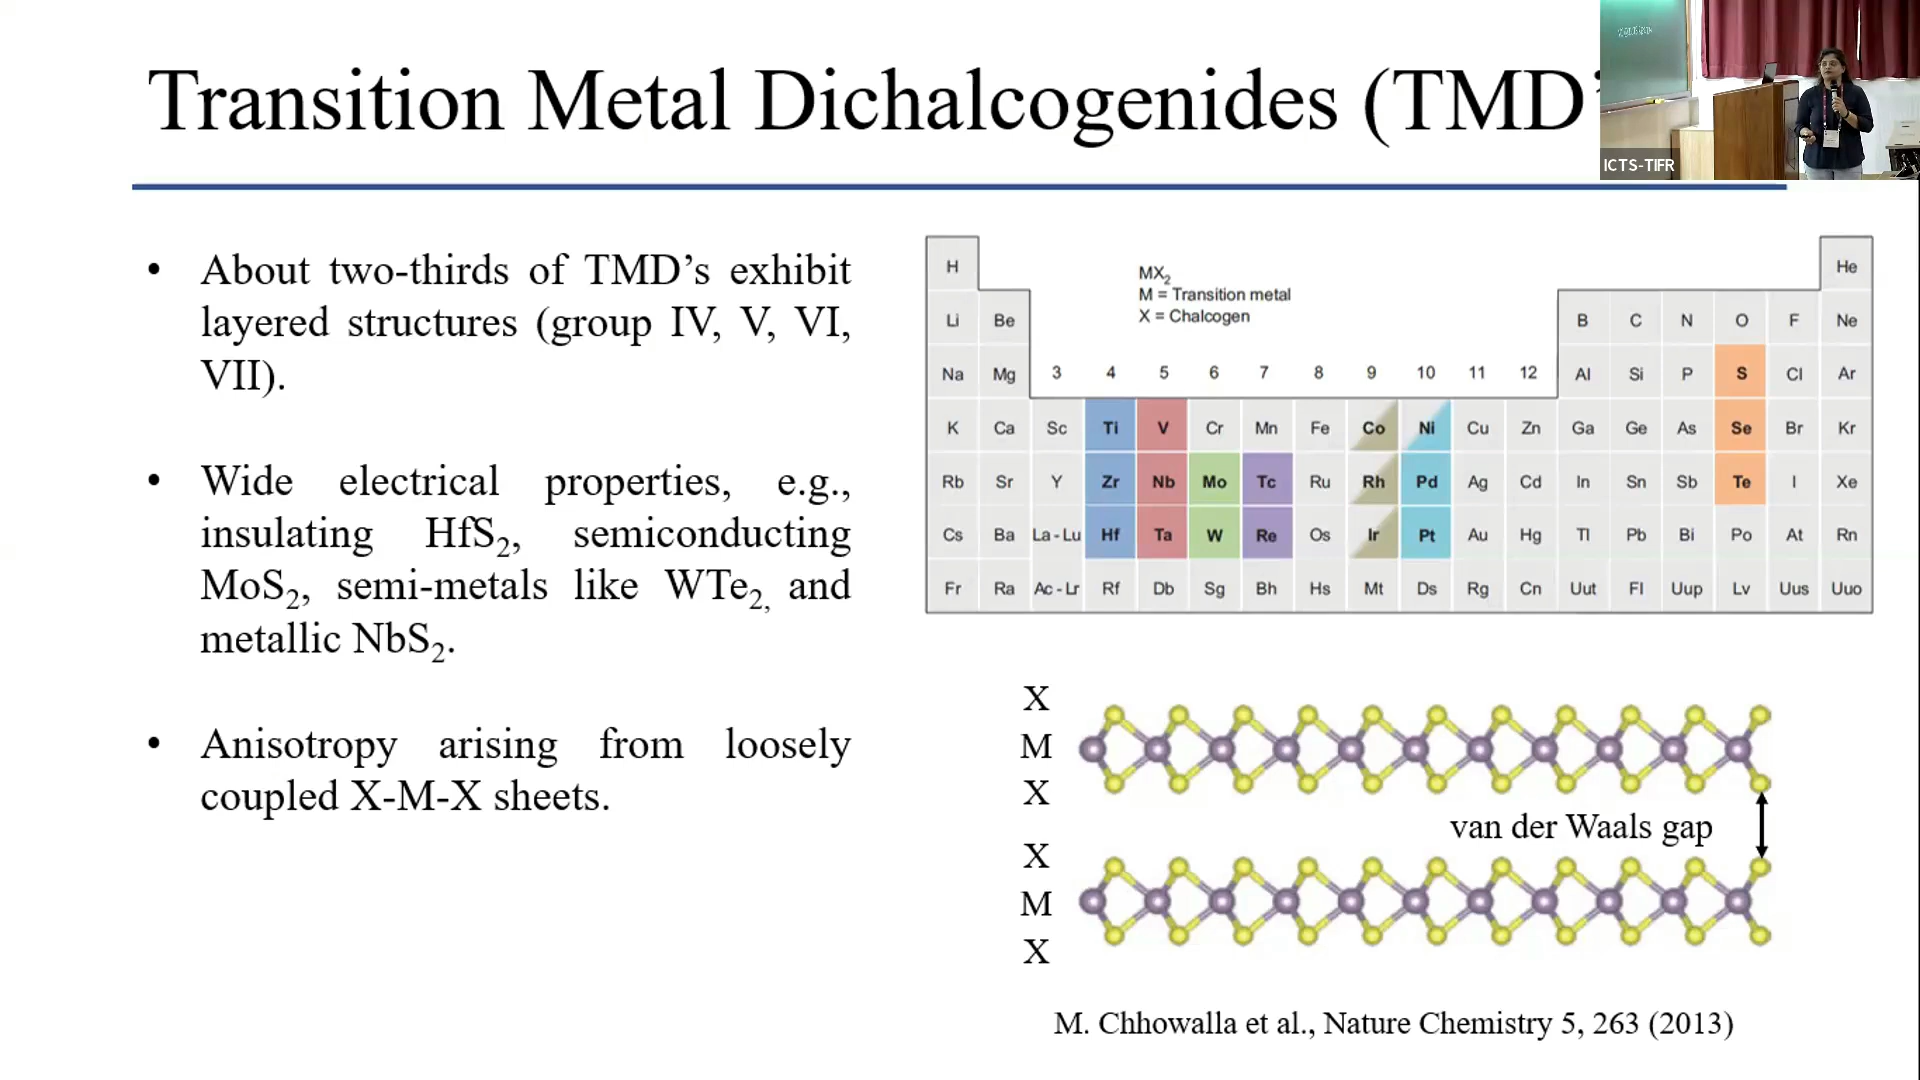 Transition Metal Dichalcogenides (TMD'
ICTS-TIFR
• About two-thirds of TMD’s exhibit
layered structures (group IV, V, VI,
VII).
• Wide electrical properties, e.g.,
insulating HfS₂, semiconducting
MoS₂, semi-metals like WTe₂, and
metallic NbS₂.
• Anisotropy arising from loosely
coupled X-M-X sheets.
H He
MX₂
M = Transition metal
X = Chalcogen
Li Be B C N O F Ne
Na Mg 3 4 5 6 7 8 9 10 11 12 Al Si P S Cl Ar
K Ca Sc Ti V Cr Mn Fe Co Ni Cu Zn Ga Ge As Se Br Kr
Rb Sr Y Zr Nb Mo Tc Ru Rh Pd Ag Cd In Sn Sb Te I Xe
Cs Ba La - Lu Hf Ta W Re Os Ir Pt Au Hg Tl Pb Bi Po At Rn
Fr Ra Ac - Lr Rf Db Sg Bh Hs Mt Ds Rg Cn Uut Fl Uup Lv Uus Uuo
X
M
X
van der Waals gap
X
M
X
M. Chhowalla et al., Nature Chemistry 5, 263 (2013)